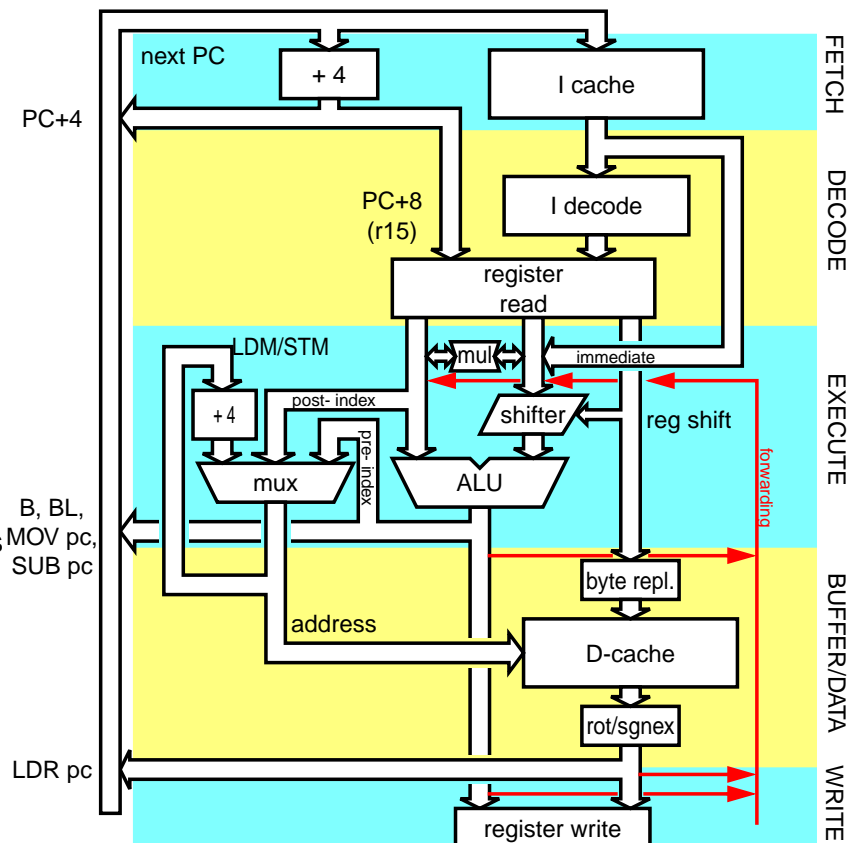 next PC
+ 4
I cache
FETCH
PC+4
DECODE
I decode
PC+8
(r15)
register
read
LDM/STM
mul
immediate
EXECUTE
post- index
+ 4
shifter
reg shift
pre- index
forwarding
mux
ALU
B, BL,
s MOV pc,
SUB pc
byte repl.
BUFFER/DATA
address
D-cache
rot/sgnex
LDR pc
WRITE
register write